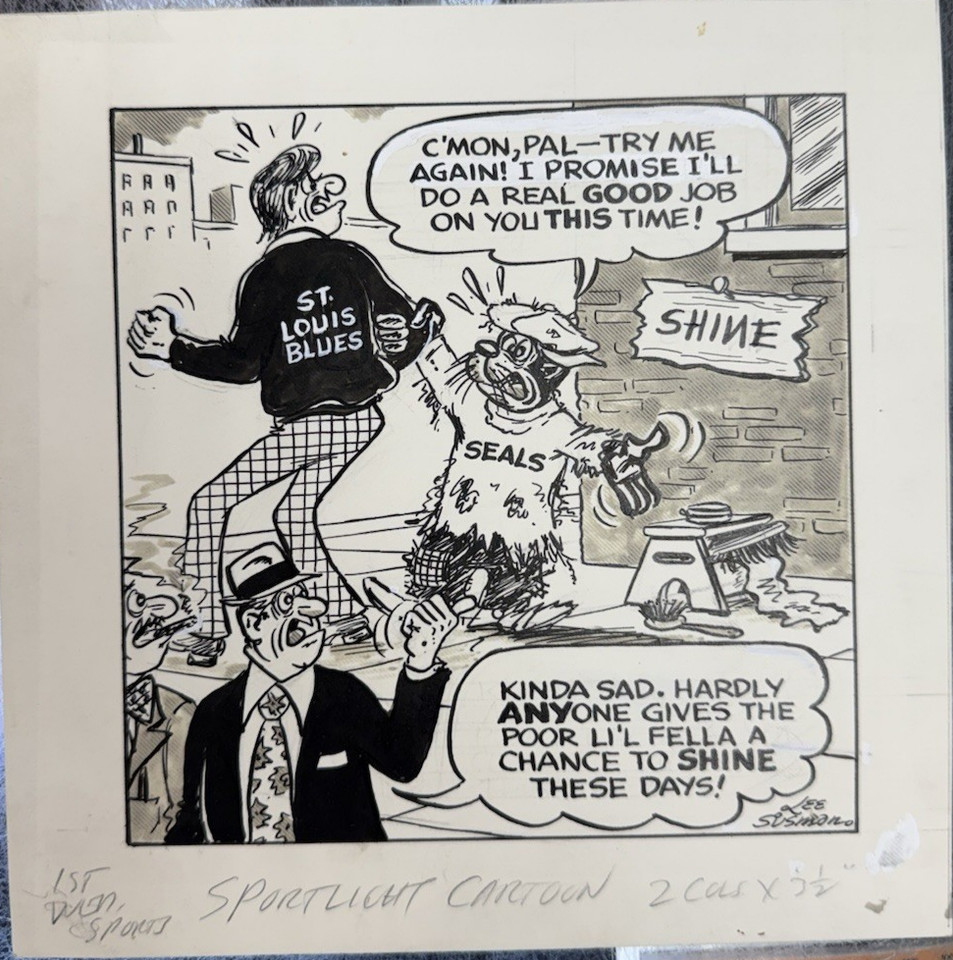 C'MON, PAL—TRY ME
AGAIN! I PROMISE I'LL
DO A REAL GOOD JOB
ON YOU THIS TIME!
ST.
LOUIS
BLUES
SHINE
SEALS
KINDA SAD. HARDLY
ANYONE GIVES THE
POOR LI'L FELLA A
CHANCE TO SHINE
THESE DAYS!
LEE
SUSMAN
1ST
SPORTS
SPORTLIGHT CARTOON 2 COLS X 3½"